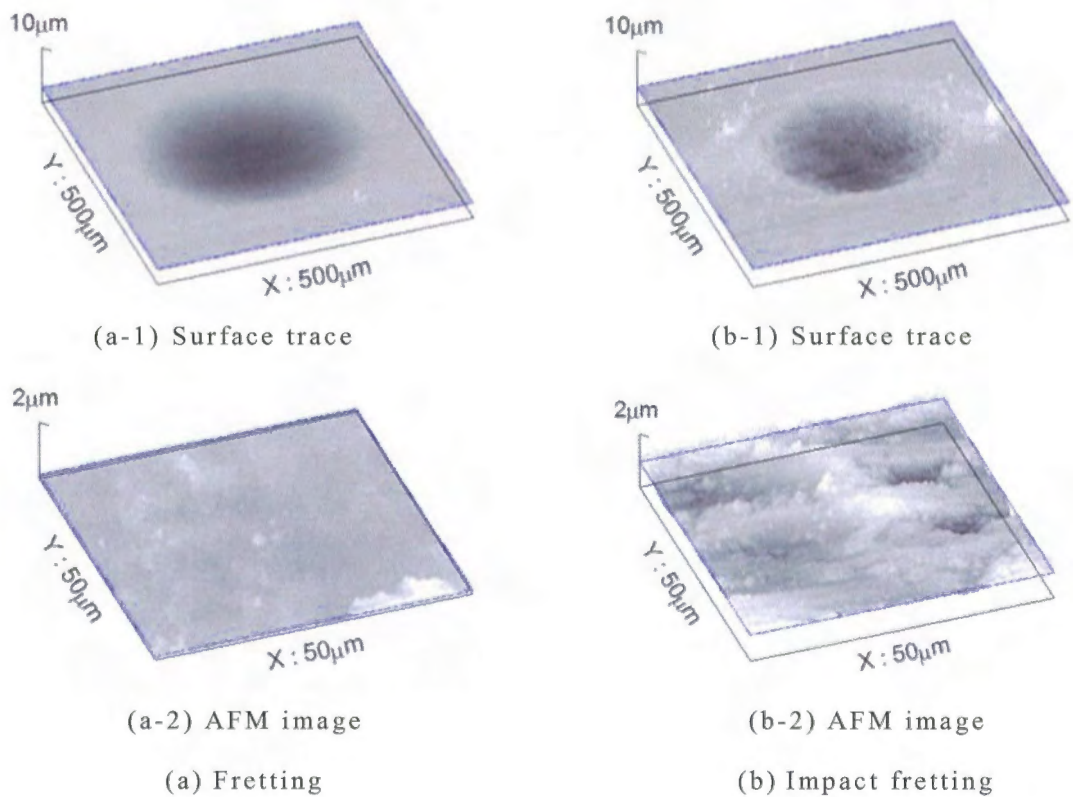 10μm
Y : 500μm
X : 500μm
(a-1) Surface trace
10μm
Y : 500μm
X : 500μm
(b-1) Surface trace
2μm
Y : 50μm
X : 50μm
(a-2) AFM image
(a) Fretting
2μm
Y : 50μm
X : 50μm
(b-2) AFM image
(b) Impact fretting